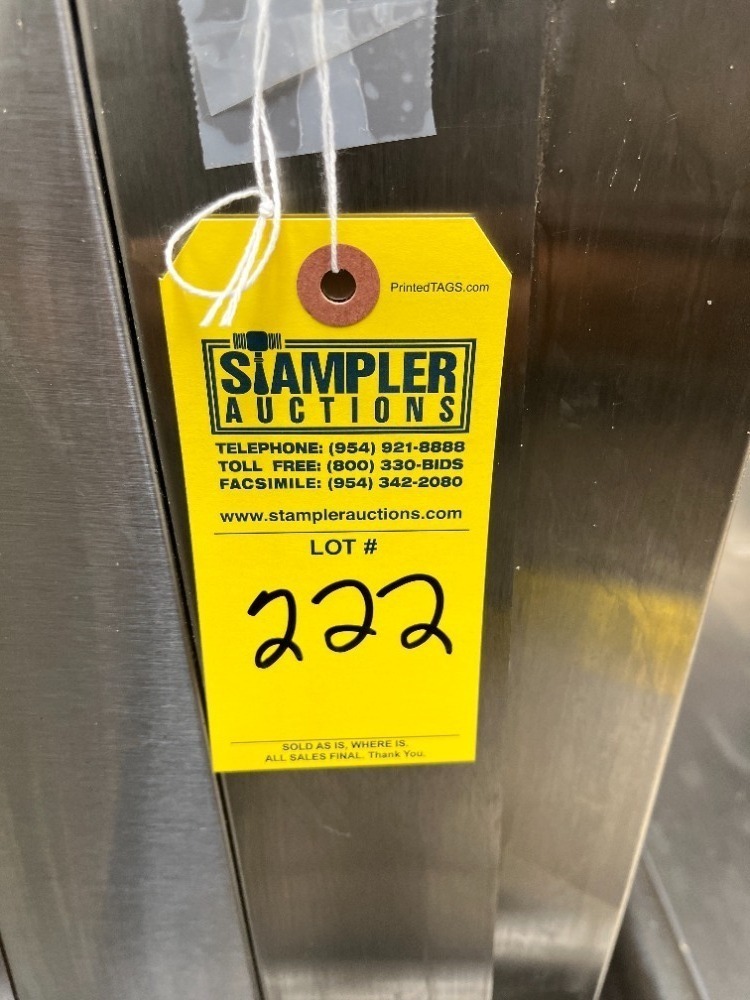 PrintedTAGS.com
STAMPLER
AUCTIONS
TELEPHONE: (954) 921-8888
TOLL FREE: (800) 330-BIDS
FACSIMILE: (954) 342-2080
www.stamplerauctions.com
LOT #
222
SOLD AS IS, WHERE IS.
ALL SALES FINAL. Thank You.